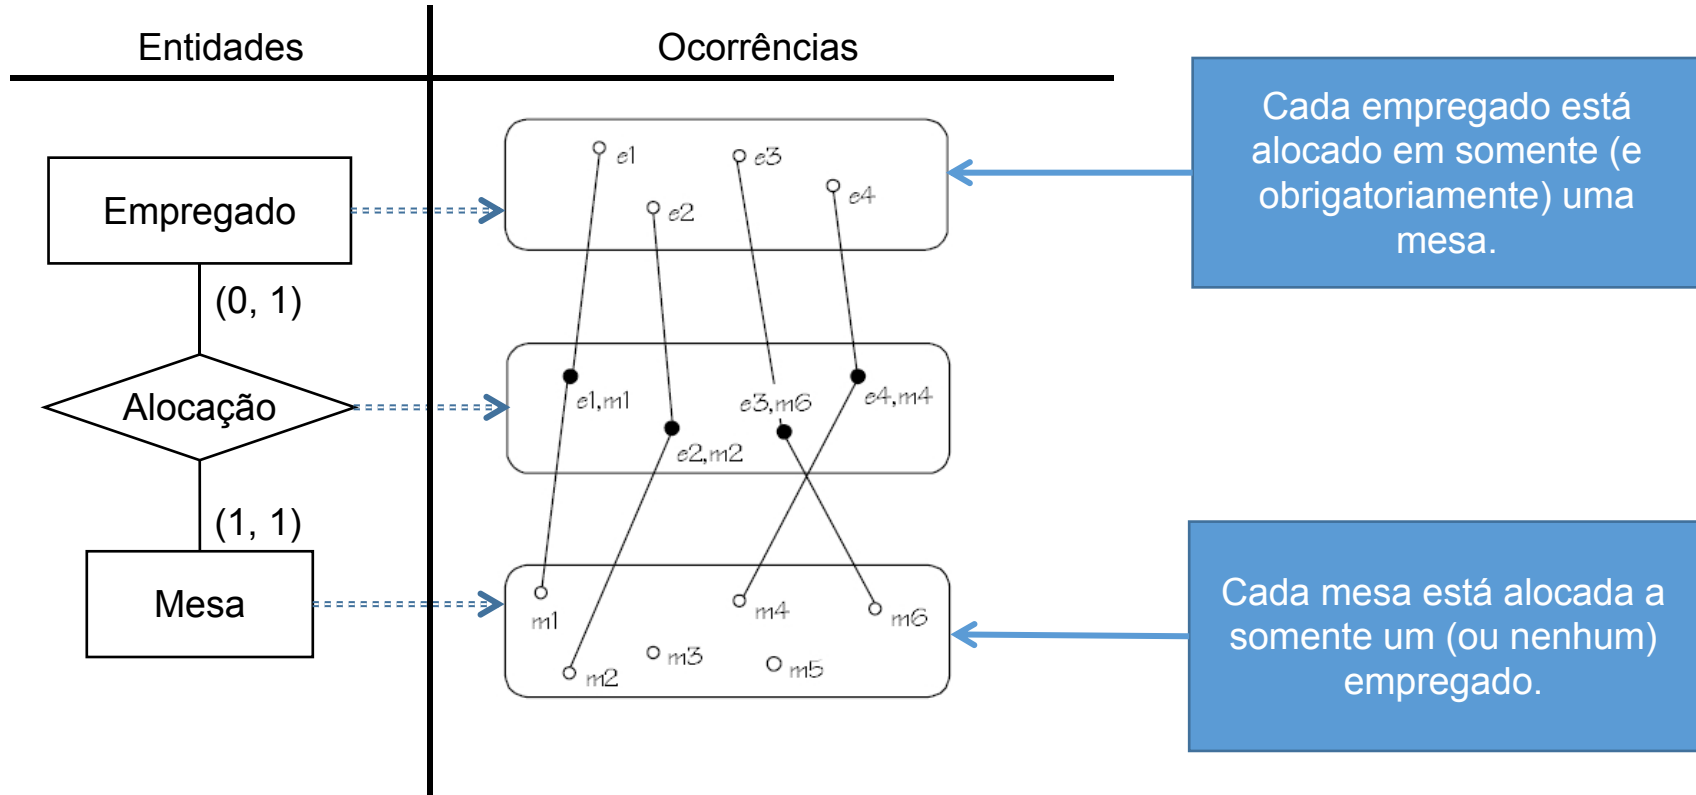 Entidades
Ocorrências
Empregado
(0, 1)
Alocação
(1, 1)
Mesa
e1
e2
e3
e4
e1,m1
e2,m2
e3,m6
e4,m4
m1
m2
m3
m4
m5
m6
Cada empregado está
alocado em somente (e
obrigatoriamente) uma
mesa.
Cada mesa está alocada a
somente um (ou nenhum)
empregado.